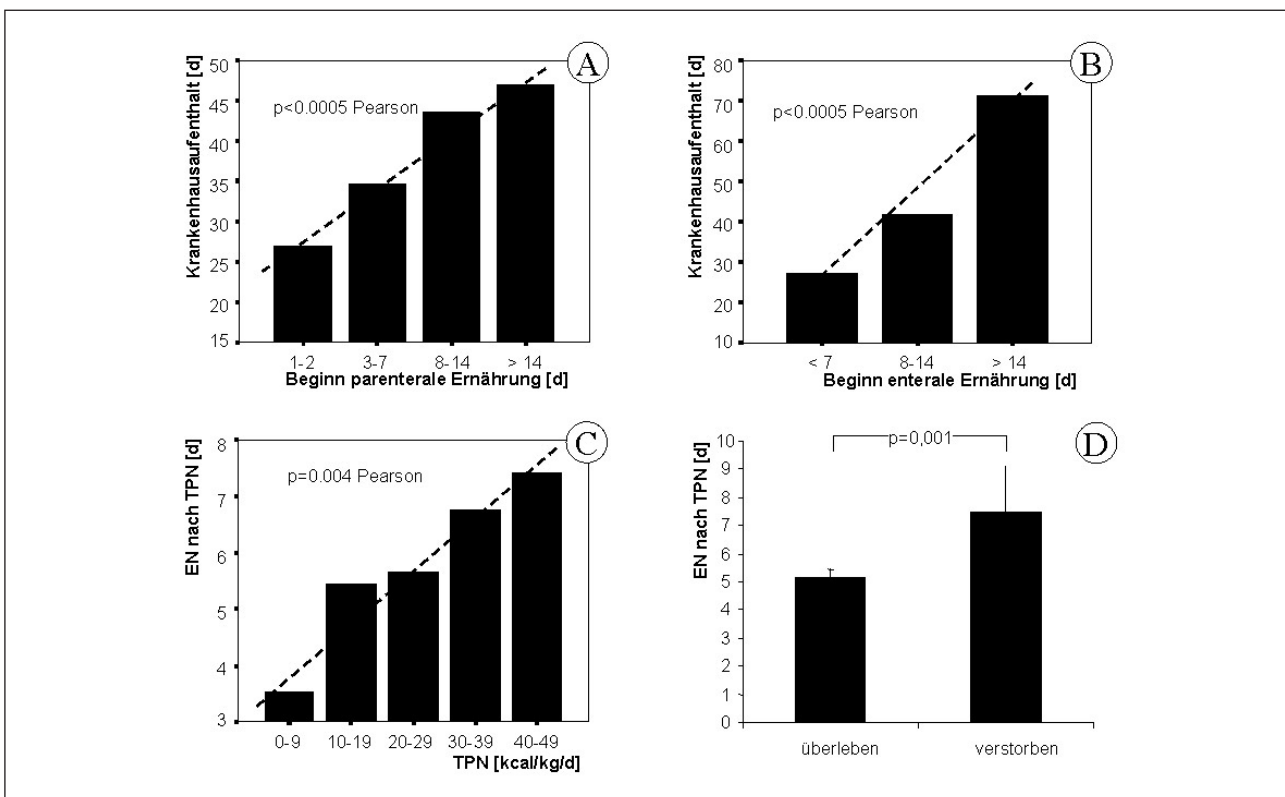 A
Krankenhausaufenthalt [d]
50
45
40
35
30
25
20
15
p<0.0005 Pearson
1-2 3-7 8-14 > 14
Beginn parenterale Ernährung [d]
B
Krankenhausaufenthalt [d]
80
70
60
50
40
30
20
10
p<0.0005 Pearson
< 7 8-14 > 14
Beginn enterale Ernährung [d]
C
EN nach TPN [d]
8
7
6
5
4
3
p=0.004 Pearson
0-9 10-19 20-29 30-39 40-49
TPN [kcal/kg/d]
D
EN nach TPN [d]
10
9
8
7
6
5
4
3
2
1
0
p=0,001
überleben verstorben